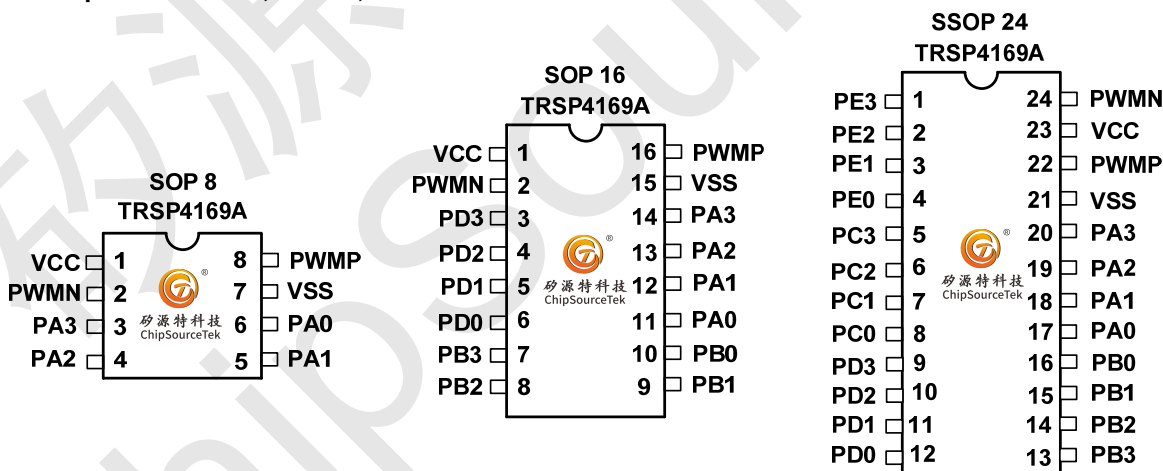 SOP 8
TRSP4169A
VCC 1 8 PWMP
PWMN 2 7 VSS
PA3 3 6 PA0
PA2 4 5 PA1
®
矽源特科技
ChipSourceTek
SOP 16
TRSP4169A
VCC 1 16 PWMP
PWMN 2 15 VSS
PD3 3 14 PA3
PD2 4 13 PA2
PD1 5 12 PA1
PD0 6 11 PA0
PB3 7 10 PB0
PB2 8 9 PB1
®
矽源特科技
ChipSourceTek
SSOP 24
TRSP4169A
PE3 1 24 PWMN
PE2 2 23 VCC
PE1 3 22 PWMP
PE0 4 21 VSS
PC3 5 20 PA3
PC2 6 19 PA2
PC1 7 18 PA1
PC0 8 17 PA0
PD3 9 16 PB0
PD2 10 15 PB1
PD1 11 14 PB2
PD0 12 13 PB3
®
矽源特科技
ChipSourceTek